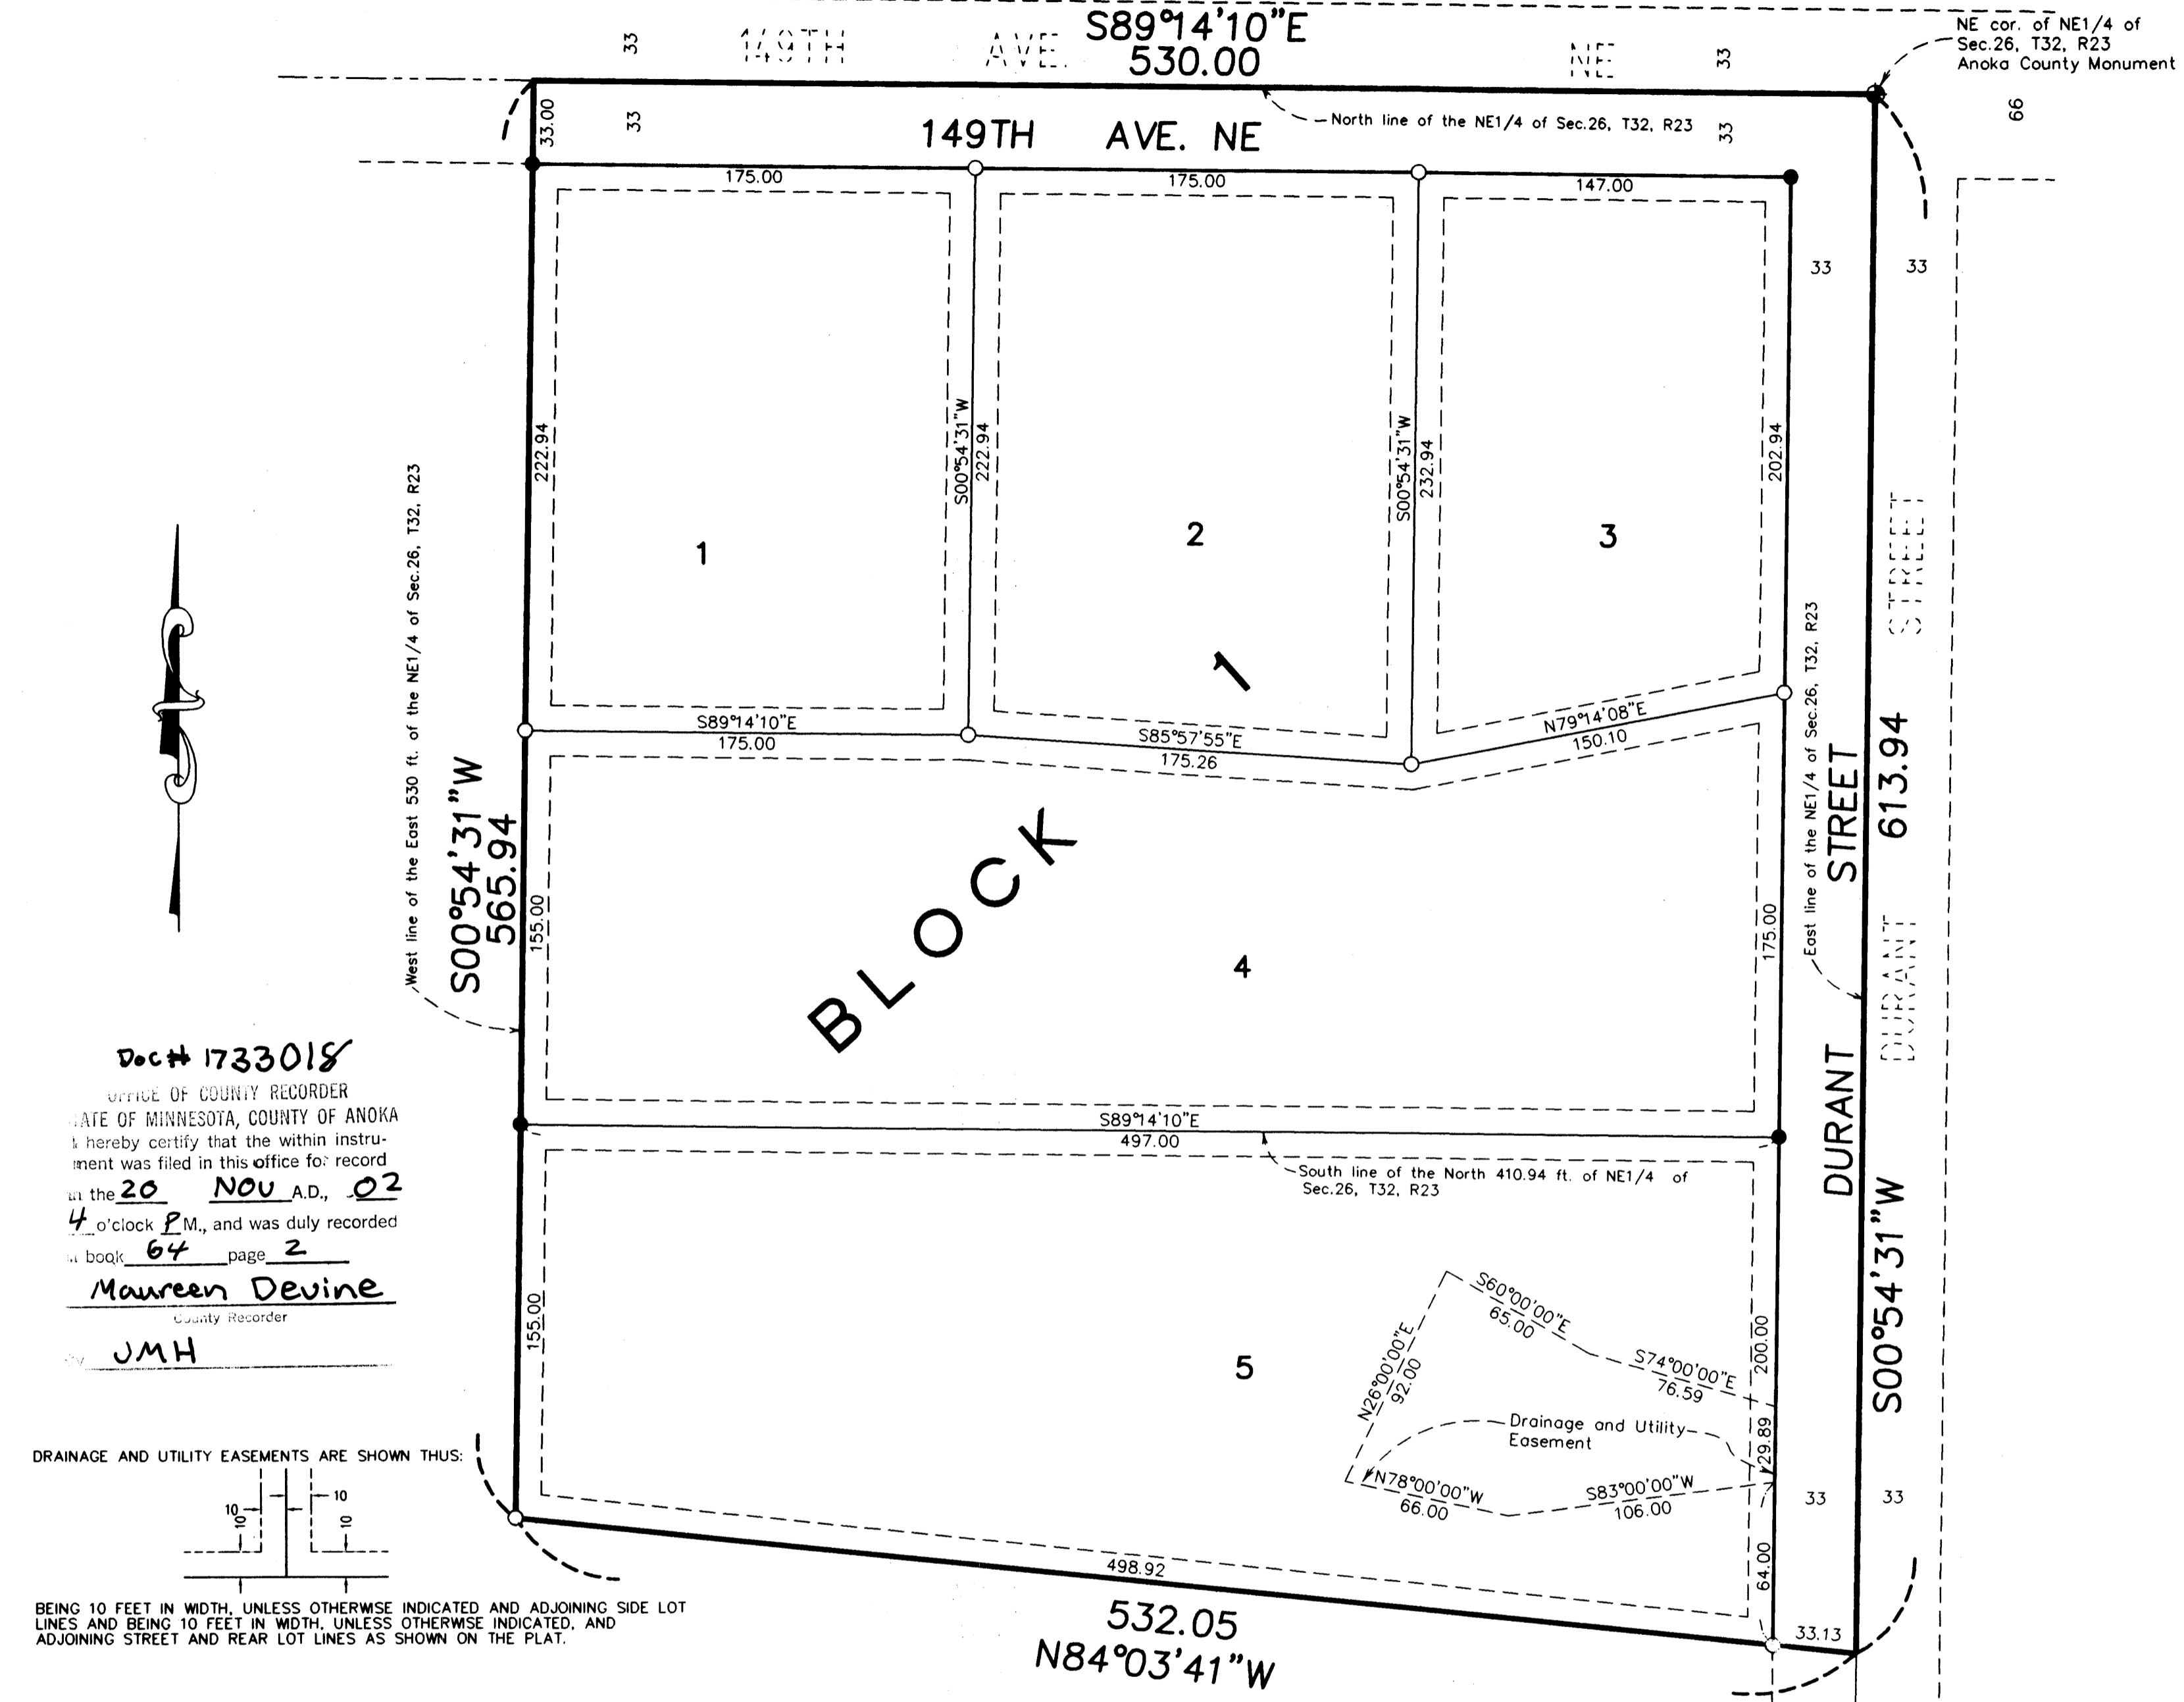 S89°14'10"E
530.00
149TH AVE. NE
33
33
33
33
NE cor. of NE1/4 of
Sec.26, T32, R23
Anoka County Monument
66
33.00
149TH AVE. NE
North line of the NE1/4 of Sec.26, T32, R23
175.00
175.00
147.00
33
33
222.94
S00°54'31"W
222.94
S00°54'31"W
232.94
202.94
1
2
3
West line of the East 530 ft. of the NE1/4 of Sec.26, T32, R23
S89°14'10"E
175.00
S85°57'55"E
175.26
N79°14'08"E
150.10
BLOCK 1
S00°54'31"W
565.94
155.00
4
175.00
East line of the NE1/4 of Sec.26, T32, R23
DURANT STREET
DURANT STREET
613.94
S00°54'31"W
S89°14'10"E
497.00
South line of the North 410.94 ft. of NE1/4 of
Sec.26, T32, R23
155.00
5
200.00
S60°00'00"E
65.00
S74°00'00"E
76.59
N26°00'00"E
92.00
Drainage and Utility
Easement
29.89
N78°00'00"W
66.00
S83°00'00"W
106.00
33
33
64.00
498.92
33.13
532.05
N84°03'41"W
Doc# 1733018
OFFICE OF COUNTY RECORDER
ATE OF MINNESOTA, COUNTY OF ANOKA
I hereby certify that the within instru-
ment was filed in this office for record
on the 20 NOV A.D., 02
4 o'clock P M., and was duly recorded
book 64 page 2
Maureen Devine
County Recorder
By JMH
DRAINAGE AND UTILITY EASEMENTS ARE SHOWN THUS:
10
10
10
10
BEING 10 FEET IN WIDTH, UNLESS OTHERWISE INDICATED AND ADJOINING SIDE LOT
LINES AND BEING 10 FEET IN WIDTH, UNLESS OTHERWISE INDICATED, AND
ADJOINING STREET AND REAR LOT LINES AS SHOWN ON THE PLAT.